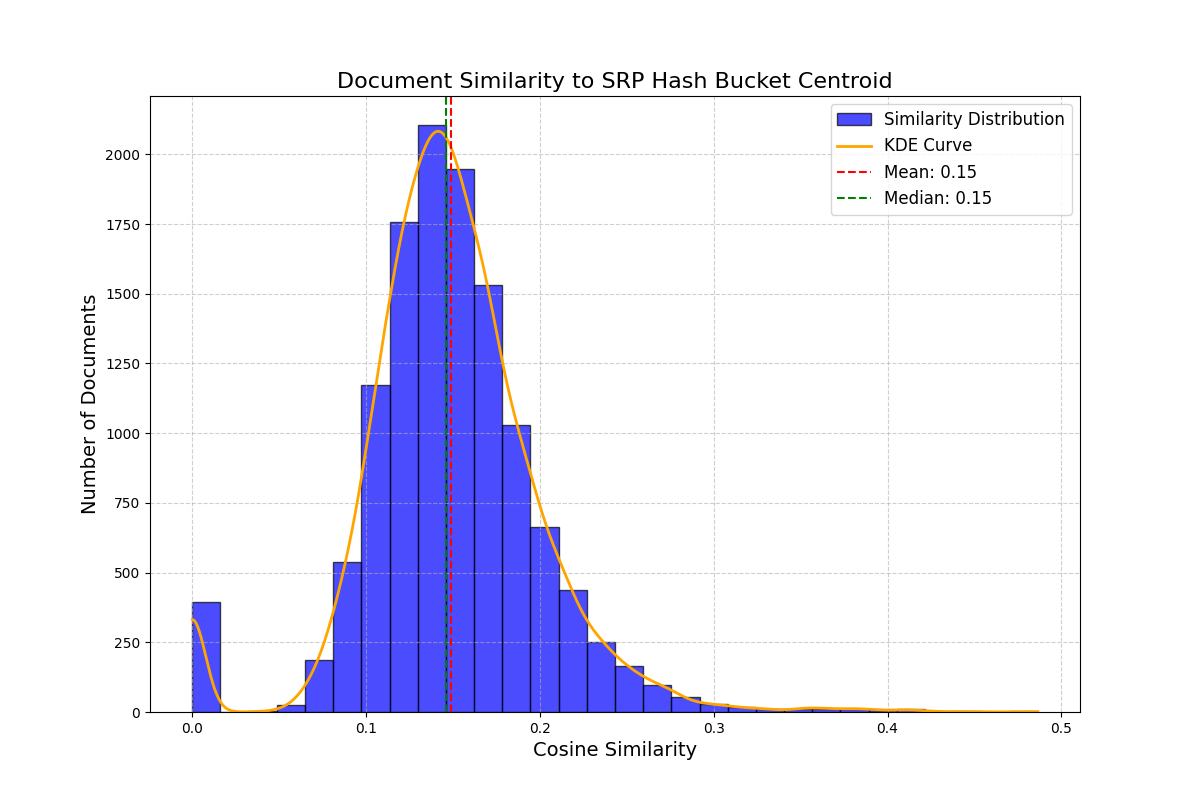 Document Similarity to SRP Hash Bucket Centroid
Similarity Distribution
KDE Curve
Mean: 0.15
Median: 0.15
Number of Documents
2000
1750
1500
1250
1000
750
500
250
0
0.0 0.1 0.2 0.3 0.4 0.5
Cosine Similarity